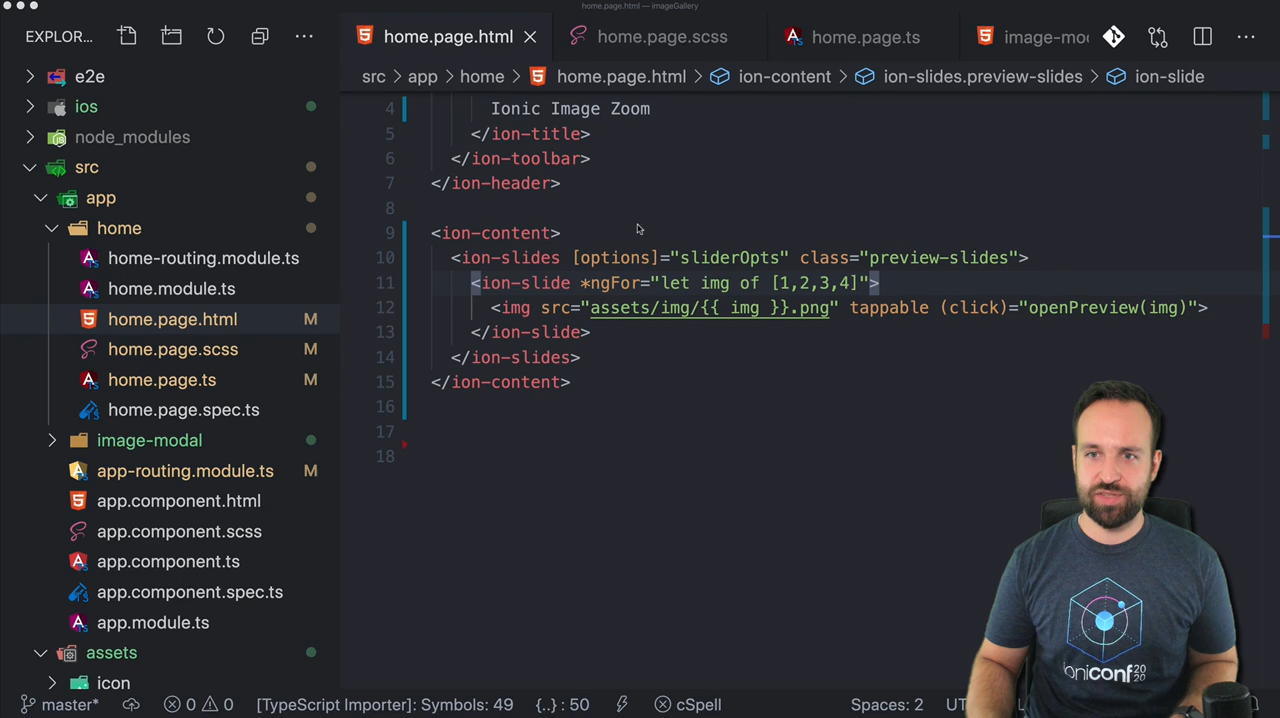 home.page.html — imageGallery
EXPLOR...
home.page.html
home.page.scss
home.page.ts
image-mo
src > app > home > home.page.html > ion-content > ion-slides.preview-slides > ion-slide
e2e
ios
node_modules
src
app
home
home-routing.module.ts
home.module.ts
home.page.html M
home.page.scss M
home.page.ts M
home.page.spec.ts
image-modal
app-routing.module.ts M
app.component.html
app.component.scss
app.component.ts
app.component.spec.ts
app.module.ts
assets
icon
4 Ionic Image Zoom
5 </ion-title>
6 </ion-toolbar>
7 </ion-header>
8
9 <ion-content>
10 <ion-slides [options]="sliderOpts" class="preview-slides">
11 <ion-slide *ngFor="let img of [1,2,3,4]">
12 <img src="assets/img/{{ img }}.png" tappable (click)="openPreview(img)">
13 </ion-slide>
14 </ion-slides>
15 </ion-content>
16
17
18
ioniconf 2020
master* 0 0 [TypeScript Importer]: Symbols: 49 {..} : 50 cSpell Spaces: 2